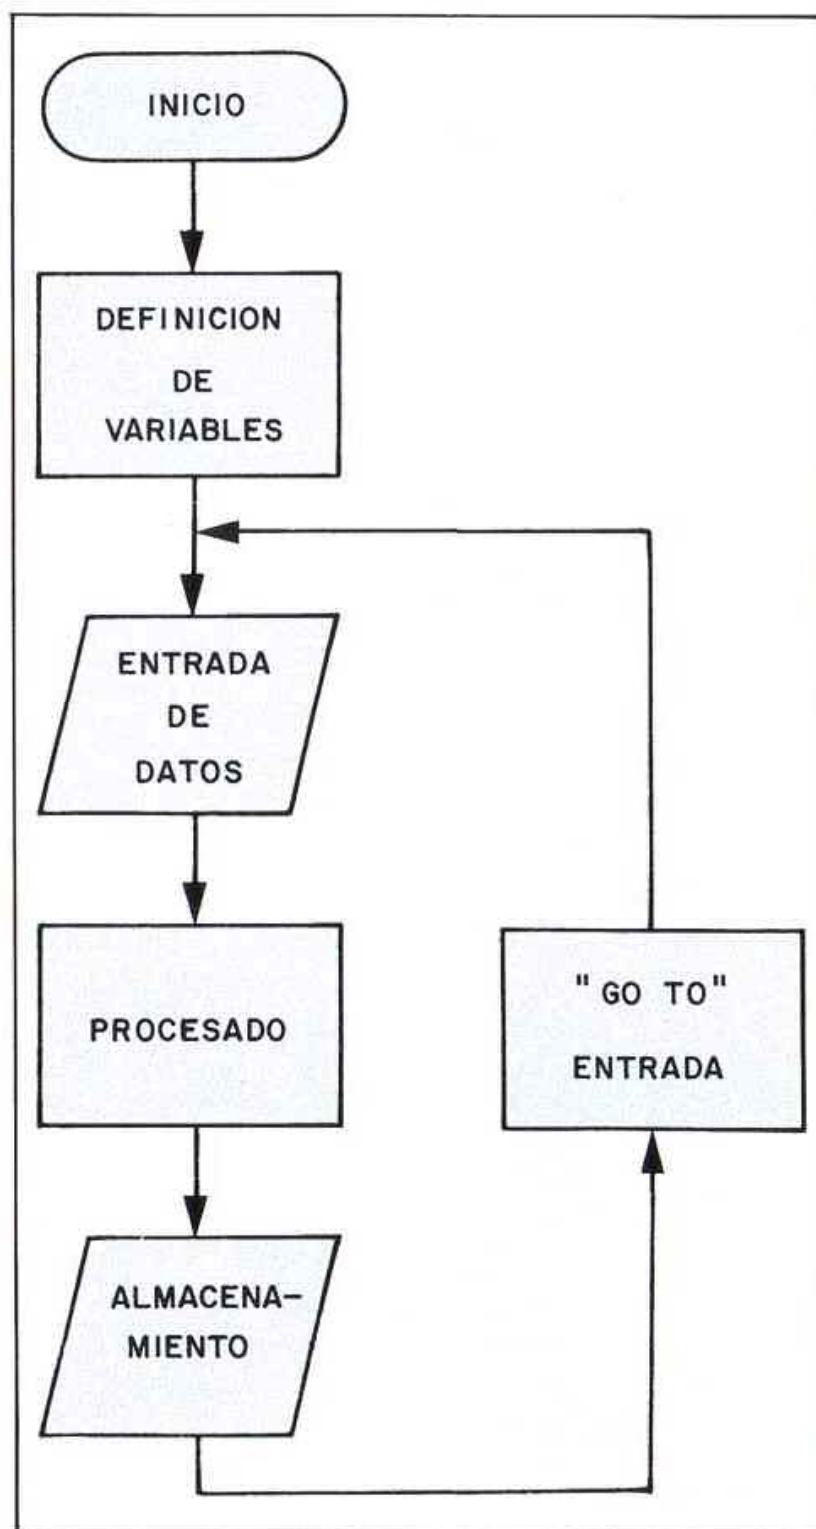 INICIO
DEFINICION
DE
VARIABLES
ENTRADA
DE
DATOS
PROCESADO
ALMACENA-
MIENTO
"GO TO"
ENTRADA